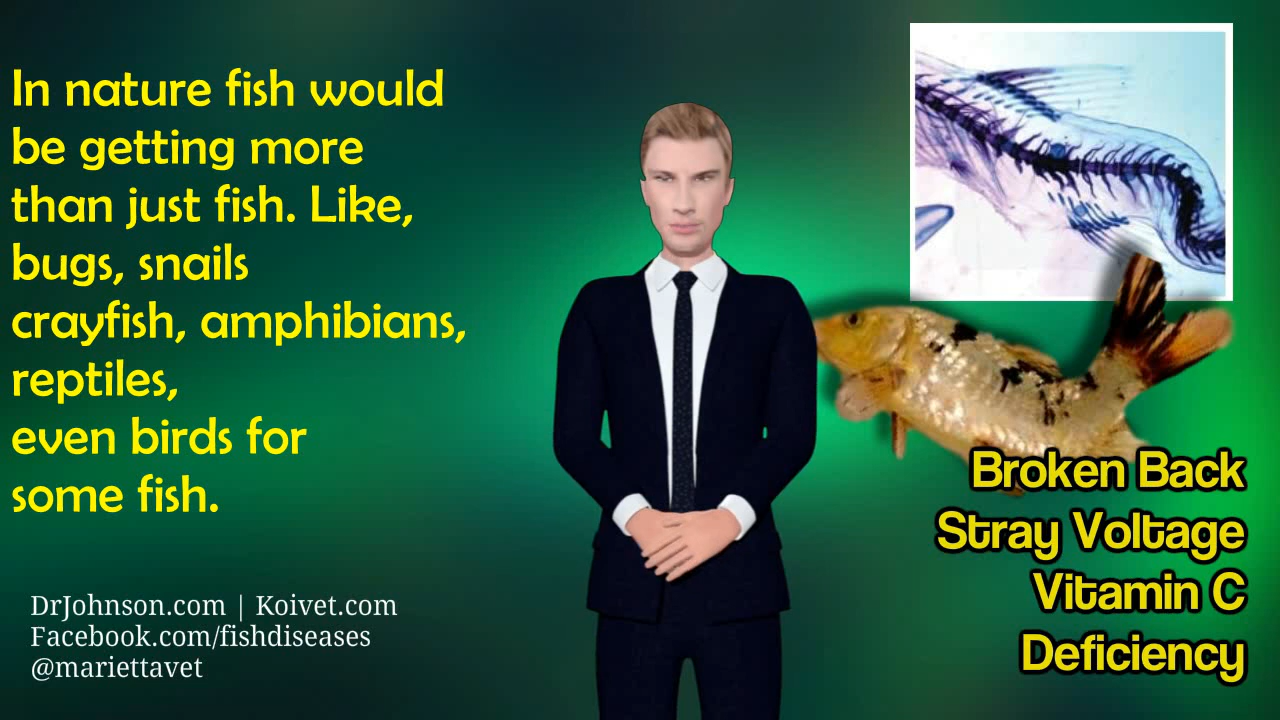 In nature fish would
be getting more
than just fish. Like,
bugs, snails
crayfish, amphibians,
reptiles,
even birds for
some fish.
DrJohnson.com | Koivet.com
Facebook.com/fishdiseases
@mariettavet
Broken Back
Stray Voltage
Vitamin C
Deficiency